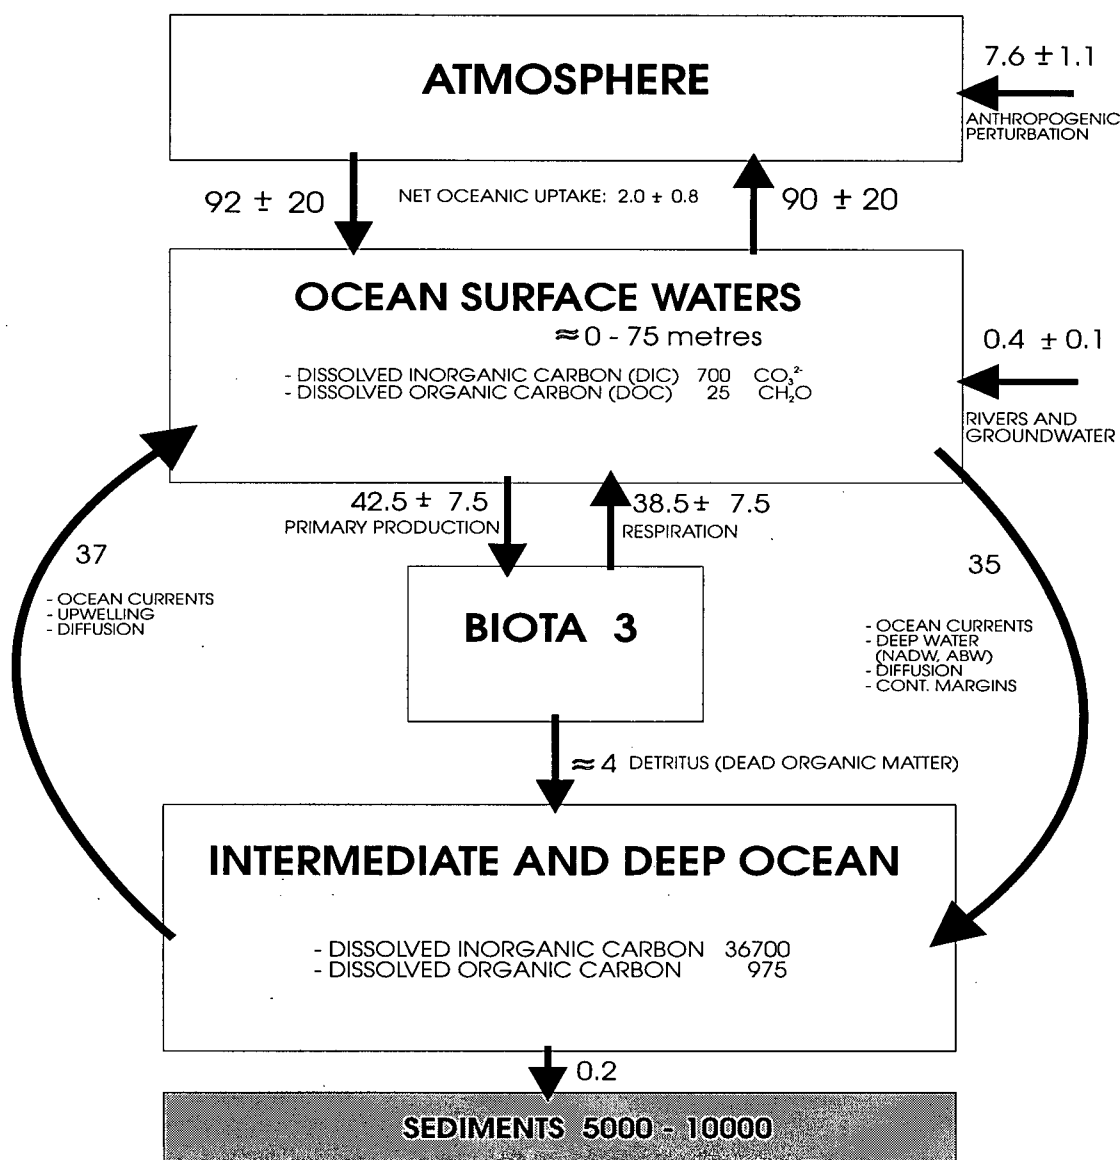 ATMOSPHERE
7.6 ± 1.1
ANTHROPOGENIC
PERTURBATION
92 ± 20
NET OCEANIC UPTAKE: 2.0 ± 0.8
90 ± 20
OCEAN SURFACE WATERS
≈ 0 - 75 metres
- DISSOLVED INORGANIC CARBON (DIC) 700 CO₃²⁻
- DISSOLVED ORGANIC CARBON (DOC) 25 CH₂O
0.4 ± 0.1
RIVERS AND
GROUNDWATER
42.5 ± 7.5
PRIMARY PRODUCTION
38.5 ± 7.5
RESPIRATION
37
- OCEAN CURRENTS
- UPWELLING
- DIFFUSION
35
- OCEAN CURRENTS
- DEEP WATER
(NADW, ABW)
- DIFFUSION
- CONT. MARGINS
BIOTA 3
≈ 4 DETRITUS (DEAD ORGANIC MATTER)
INTERMEDIATE AND DEEP OCEAN
- DISSOLVED INORGANIC CARBON 36700
- DISSOLVED ORGANIC CARBON 975
0.2
SEDIMENTS 5000 - 10000